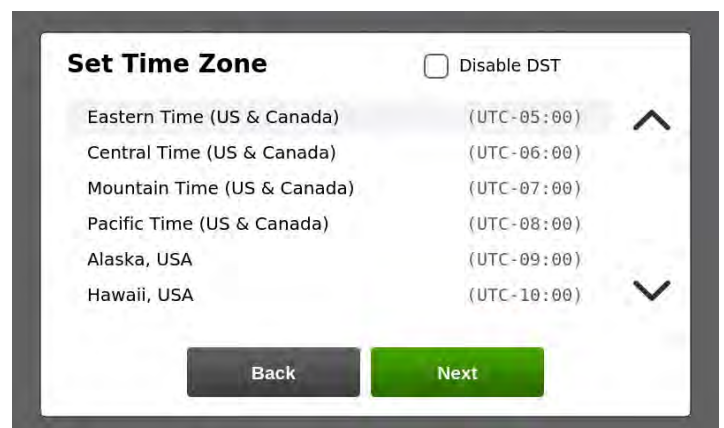 Set Time Zone Disable DST
Eastern Time (US & Canada) (UTC-05:00)
Central Time (US & Canada) (UTC-06:00)
Mountain Time (US & Canada) (UTC-07:00)
Pacific Time (US & Canada) (UTC-08:00)
Alaska, USA (UTC-09:00)
Hawaii, USA (UTC-10:00)
Back Next